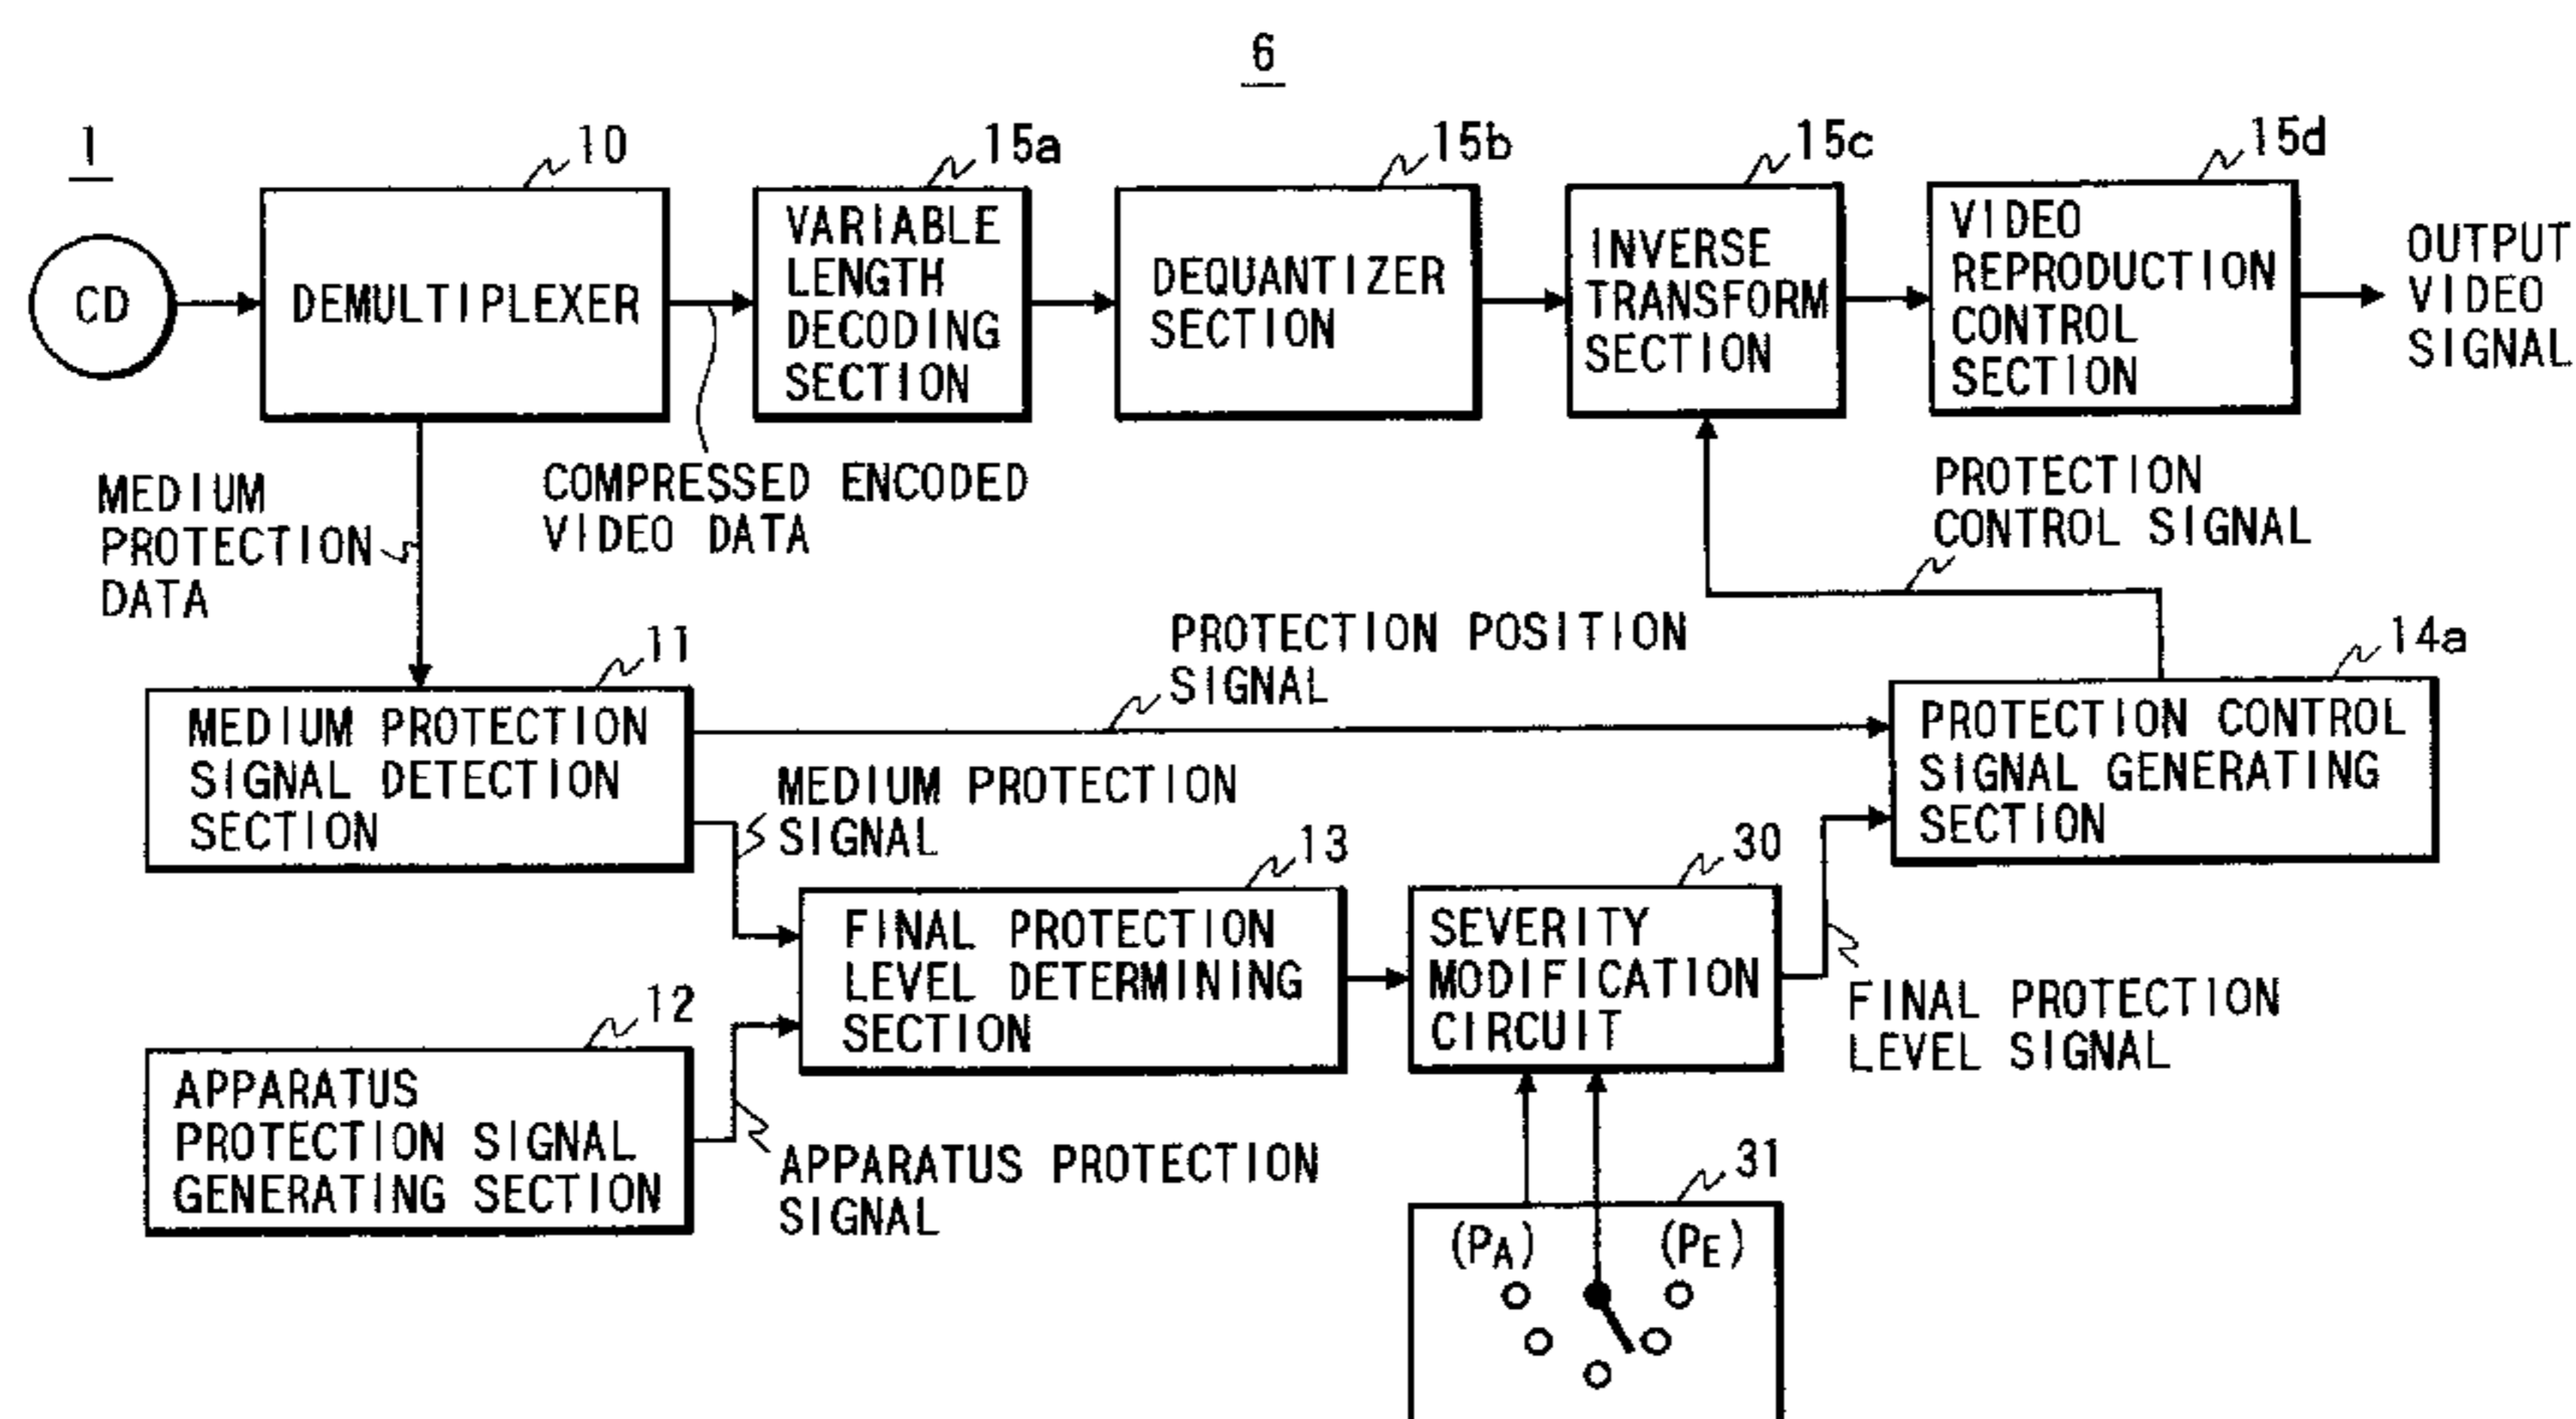 6
1
10
15a
15b
15c
15d
CD
DEMULTIPLEXER
VARIABLE
LENGTH
DECODING
SECTION
DEQUANTIZER
SECTION
INVERSE
TRANSFORM
SECTION
VIDEO
REPRODUCTION
CONTROL
SECTION
OUTPUT
VIDEO
SIGNAL
MEDIUM
PROTECTION
DATA
COMPRESSED ENCODED
VIDEO DATA
PROTECTION
CONTROL SIGNAL
11
PROTECTION POSITION
SIGNAL
14a
MEDIUM PROTECTION
SIGNAL DETECTION
SECTION
MEDIUM PROTECTION
SIGNAL
PROTECTION CONTROL
SIGNAL GENERATING
SECTION
13
30
FINAL PROTECTION
LEVEL DETERMINING
SECTION
SEVERITY
MODIFICATION
CIRCUIT
FINAL PROTECTION
LEVEL SIGNAL
12
APPARATUS
PROTECTION SIGNAL
GENERATING SECTION
APPARATUS PROTECTION
SIGNAL
31
(PA) (PE)